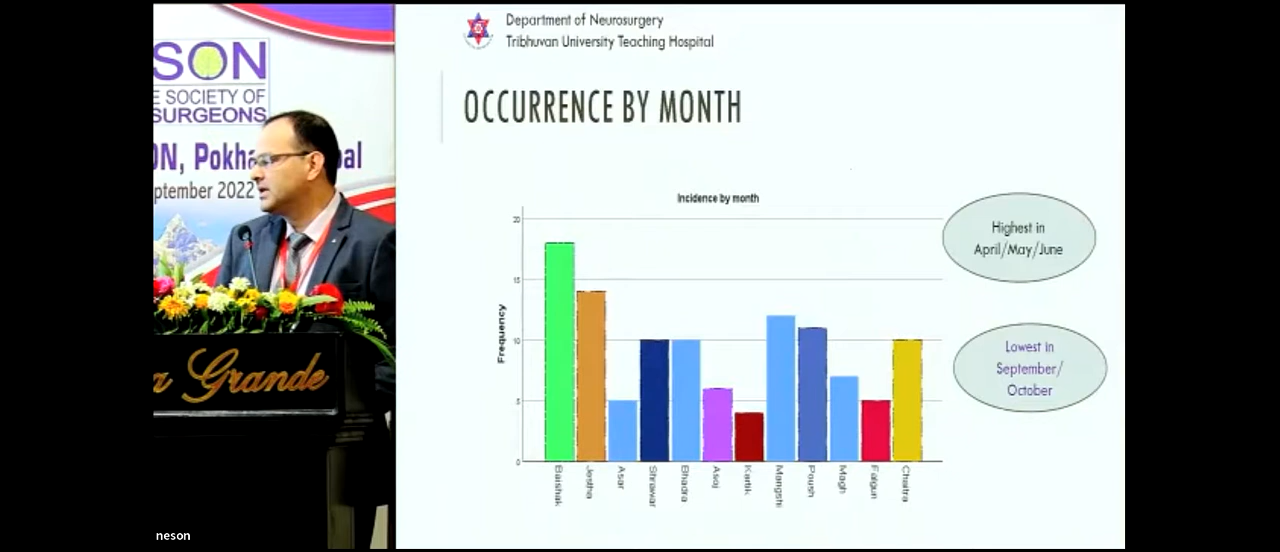 SON
E SOCIETY OF
SURGEONS
ON, Pokha
pal
ptember 2022
a Grande
neson
Department of Neurosurgery
Tribhuvan University Teaching Hospital
OCCURRENCE BY MONTH
Incidence by month
Frequency
20
15
10
5
0
Baishak
Jestha
Asar
Shrawan
Bhadra
Asoj
Kartik
Mangshir
Poush
Magh
Falgun
Chaitra
Highest in
April/May/June
Lowest in
September/
October